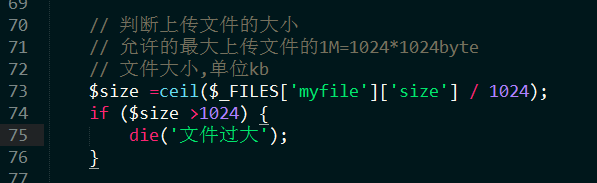 69
70 // 判断上传文件的大小
71 // 允许的最大上传文件的1M=1024*1024byte
72 // 文件大小,单位kb
73 $size =ceil($_FILES['myfile']['size'] / 1024);
74 if ($size >1024) {
75 die('文件过大');
76 }
77